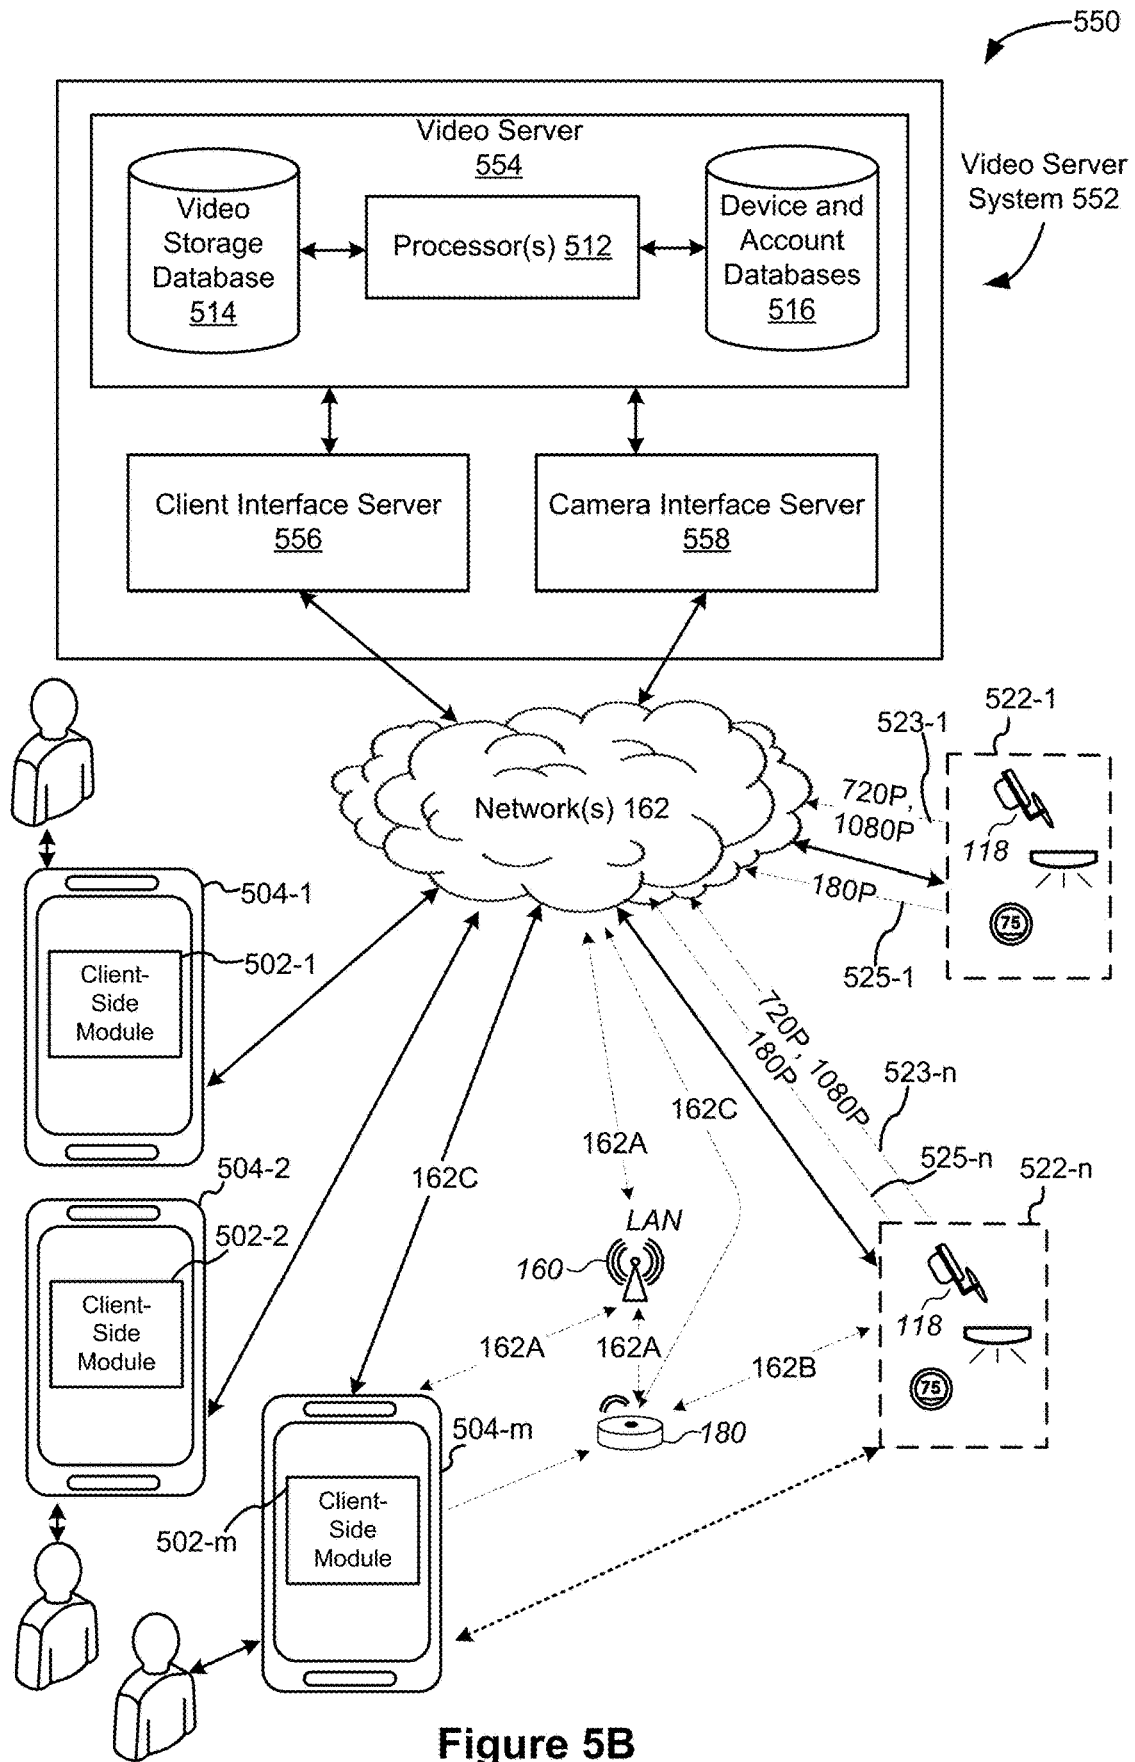 550
Video Server
554
Video Server
System 552
Video
Storage
Database
514
Processor(s) 512
Device and
Account
Databases
516
Client Interface Server
556
Camera Interface Server
558
Network(s) 162
523-1
522-1
720P,
1080P
118
180P
75
525-1
504-1
502-1
Client-
Side
Module
720P, 1080P
180P
523-n
525-n
522-n
162C
162A
162C
504-2
502-2
Client-
Side
Module
LAN
160
118
162A
162A
162B
75
180
504-m
502-m
Client-
Side
Module
Figure 5B